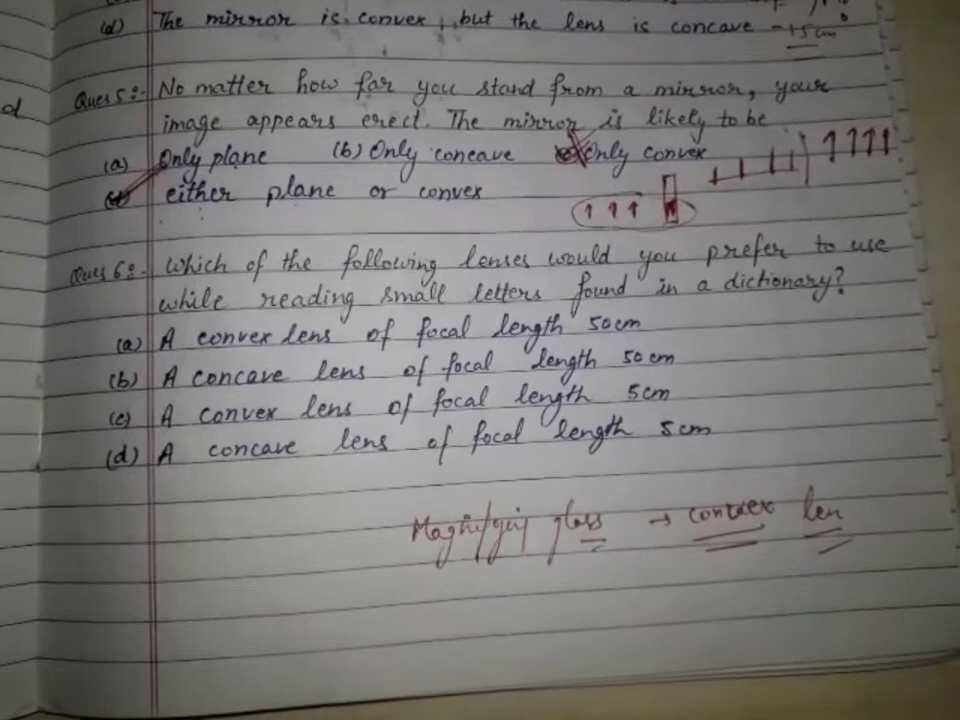 (d) The mirror is convex, but the lens is concave -15cm
d
Ques 5:- No matter how far you stand from a mirror, your
image appears erect. The mirror is likely to be
(a) Only plane (b) Only concave Only convex
either plane or convex
Ques 6:- Which of the following lenses would you prefer to use
while reading small letters found in a dictionary?
(a) A convex lens of focal length 50cm
(b) A concave lens of focal length 50cm
(c) A convex lens of focal length 5cm
(d) A concave lens of focal length 5cm
glass → convex len